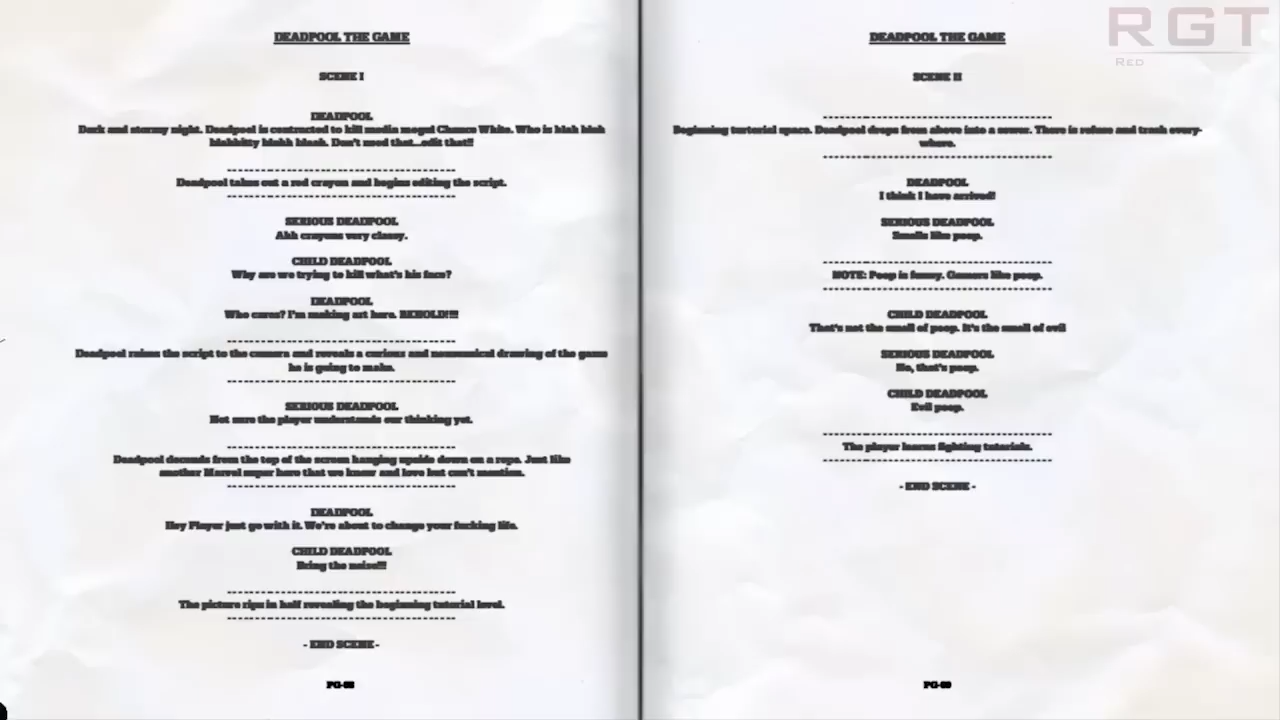 DEADPOOL THE GAME
SCENE I
DEADPOOL
Dark and stormy night. Deadpool is contracted to kill media mogul Chance White. Who is blah blah
blabbitty blahh blaah. Don't need that...edit that!!
Deadpool takes out a red crayon and begins editing the script.
SERIOUS DEADPOOL
Ahh crayons very classy.
CHILD DEADPOOL
Why are we trying to kill what's his face?
DEADPOOL
Who cares? I'm making art here. BEHOLD!!!!
Deadpool raises the script to the camera and reveals a curious and nonsensical drawing of the game
he is going to make.
SERIOUS DEADPOOL
Not sure the player understands our thinking yet.
Deadpool decends from the top of the screen hanging upside down on a rope. Just like
another Marvel super hero that we know and love but can't mention.
DEADPOOL
Hey Player just go with it. We're about to change your fucking life.
CHILD DEADPOOL
Bring the noise!!!
The picture rips in half revealing the beginning tutorial level.
- END SCENE -
DEADPOOL THE GAME
SCENE II
Beginning turtorial space. Deadpool drops from above into a sewer. There is refuse and trash every-
where.
DEADPOOL
I think I have arrived!
SERIOUS DEADPOOL
Smells like poop.
NOTE: Poop is funny. Gamers like poop.
CHILD DEADPOOL
That's not the smell of poop. It's the smell of evil
SERIOUS DEADPOOL
No, that's poop.
CHILD DEADPOOL
Evil poop.
The player learns fighting tutorials.
- END SCENE -
RGT
RED